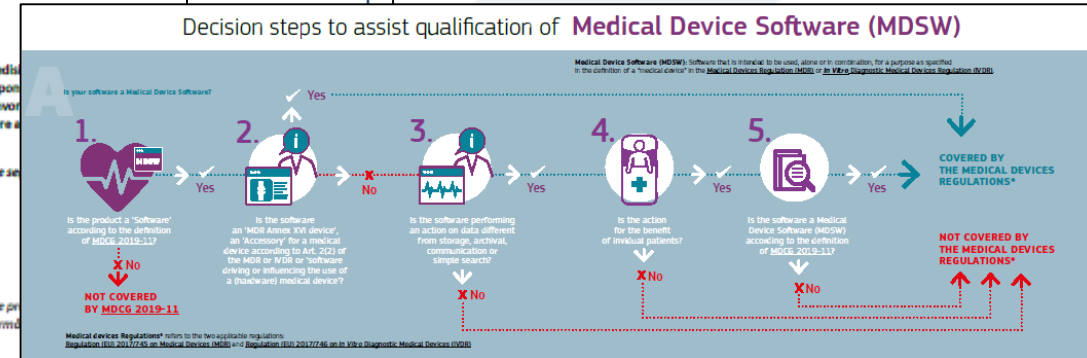 Decision steps to assist qualification of Medical Device Software (MDSW)
Medical Device Software (MDSW): Software that is intended to be used, alone or in combination, for a purpose as specified
in the definition of a "medical device" in the Medical Devices Regulation (MDR) or In Vitro Diagnostic Medical Devices Regulation (IVDR)
A
Is your software a Medical Device Software?
Yes
1.
2.
3.
4.
5.
MDSW
Yes
No
Yes
Yes
Yes
COVERED BY
THE MEDICAL DEVICES
REGULATIONS*
Is the product a 'Software'
according to the definition
of MDCG 2019-11?
Is the software
an 'MDR Annex XVI device',
an 'Accessory' for a medical
device according to Art. 2(2) of
the MDR or IVDR or 'software
driving or influencing the use of
a (hardware) medical device'?
Is the software performing
an action on data different
from storage, archival,
communication or
simple search?
Is the action
for the benefit
of invidual patients?
Is the software a Medical
Device Software (MDSW)
according to the definition
of MDCG 2019-11?
NOT COVERED BY
THE MEDICAL DEVICES
REGULATIONS*
No
No
No
No
NOT COVERED
BY MDCG 2019-11
Medical devices Regulations* refers to the two applicable regulations:
Regulation (EU) 2017/745 on Medical Devices (MDR) and Regulation (EU) 2017/746 on In Vitro Diagnostic Medical Devices (IVDR)